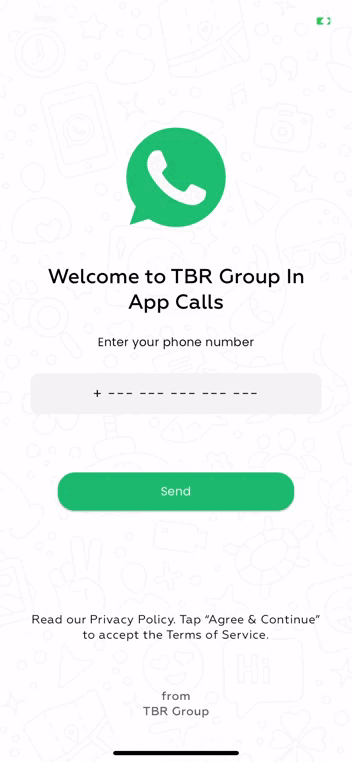 Welcome to TBR Group In
App Calls
Enter your phone number
+ --- --- --- --- ---
Send
Read our Privacy Policy. Tap “Agree & Continue”
to accept the Terms of Service.
Hi
from
TBR Group